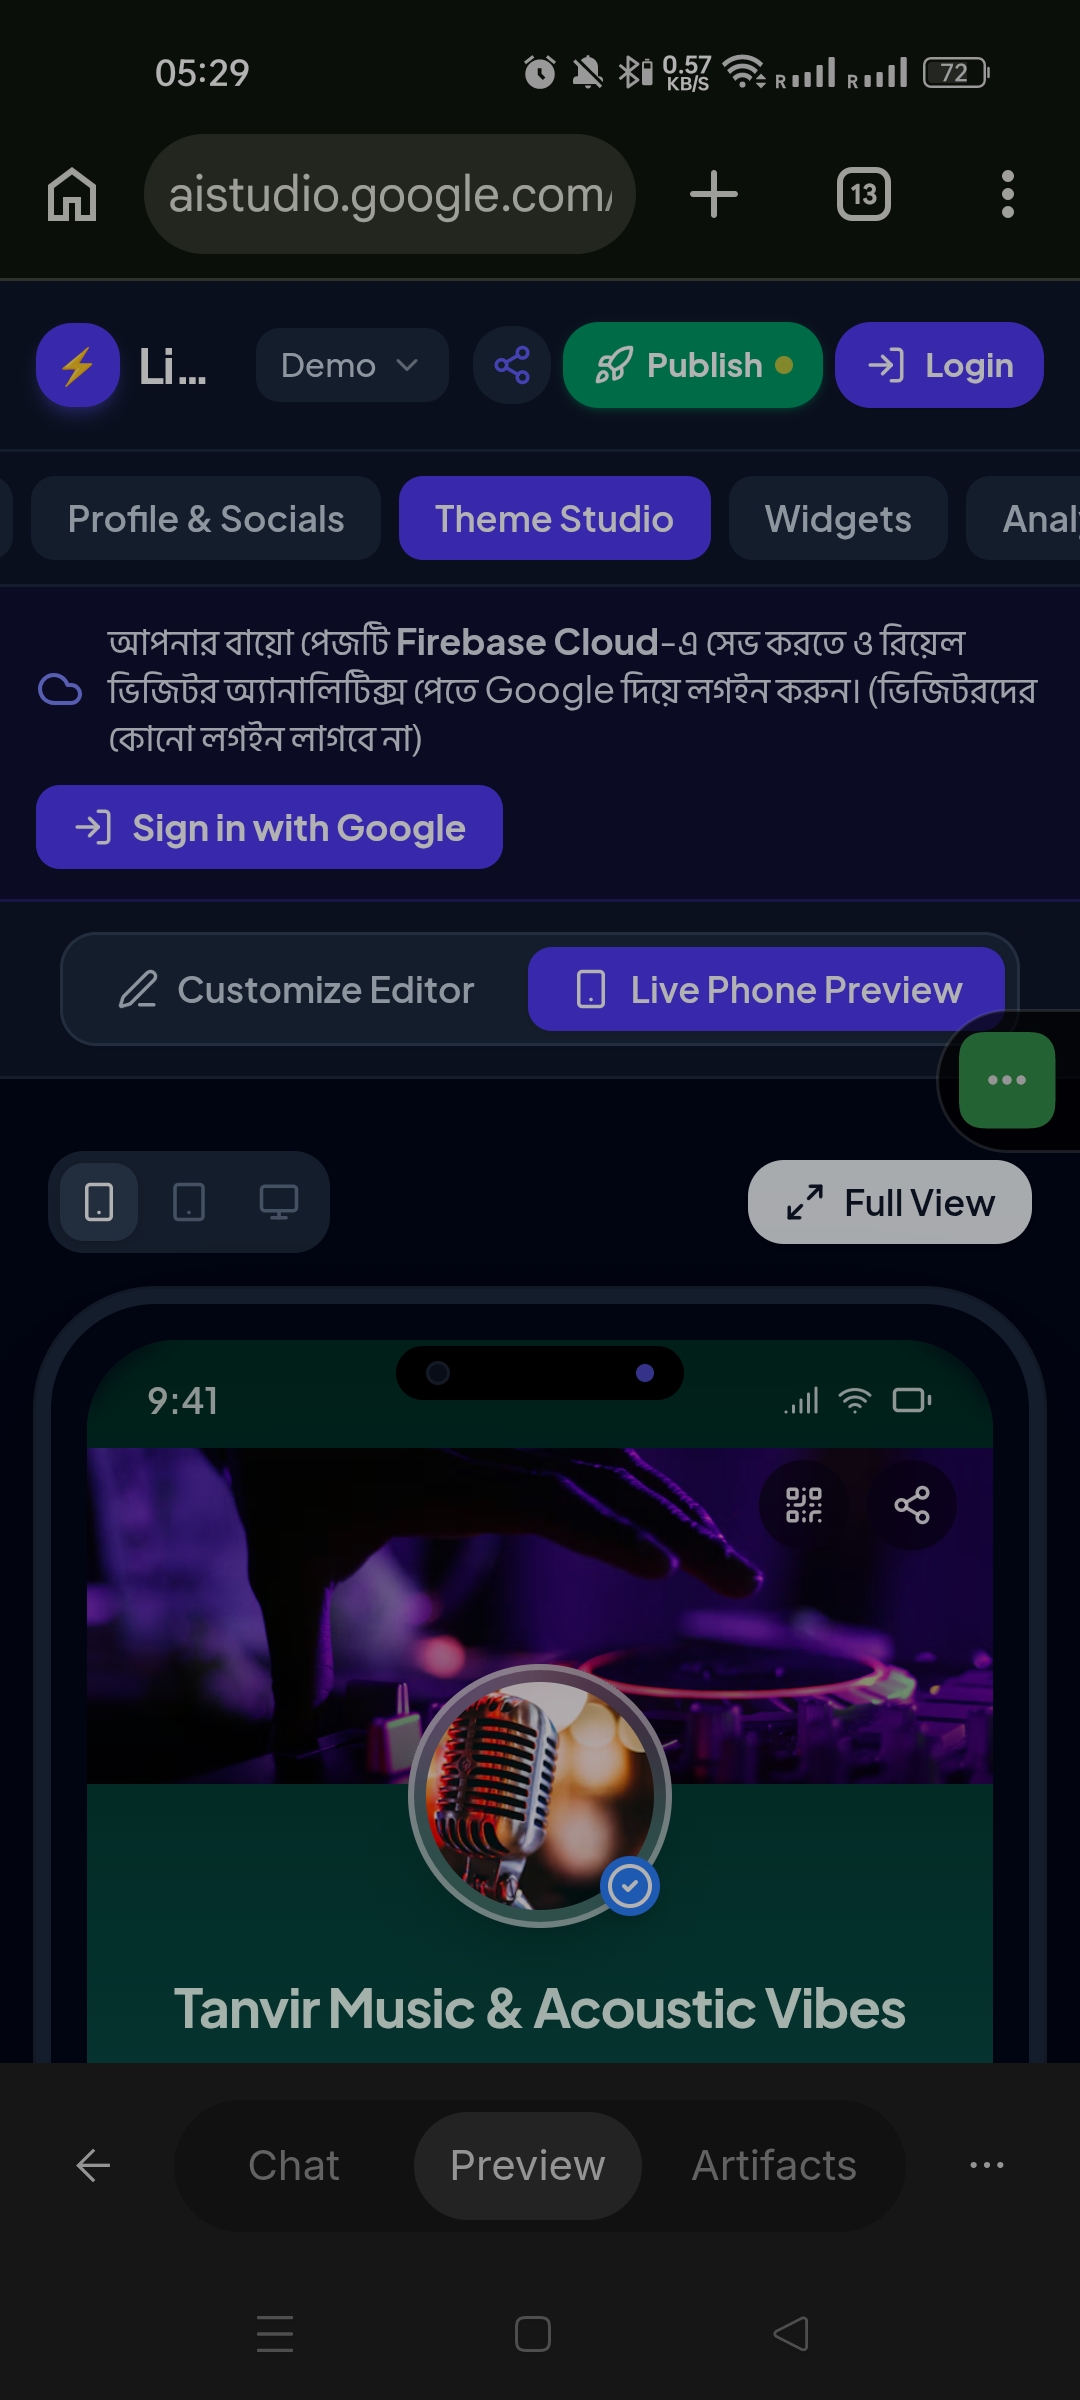 05:29
0.57
KB/S
R
R
72
aistudio.google.com/
13
Li...
Demo
Publish
Login
Profile & Socials
Theme Studio
Widgets
Analy
আপনার বায়ো পেজটি Firebase Cloud-এ সেভ করতে ও রিয়েল
ভিজিটর অ্যানালিটিক্স পেতে Google দিয়ে লগইন করুন। (ভিজিটরদের
কোনো লগইন লাগবে না)
Sign in with Google
Customize Editor
Live Phone Preview
Full View
9:41
Tanvir Music & Acoustic Vibes
Chat
Preview
Artifacts